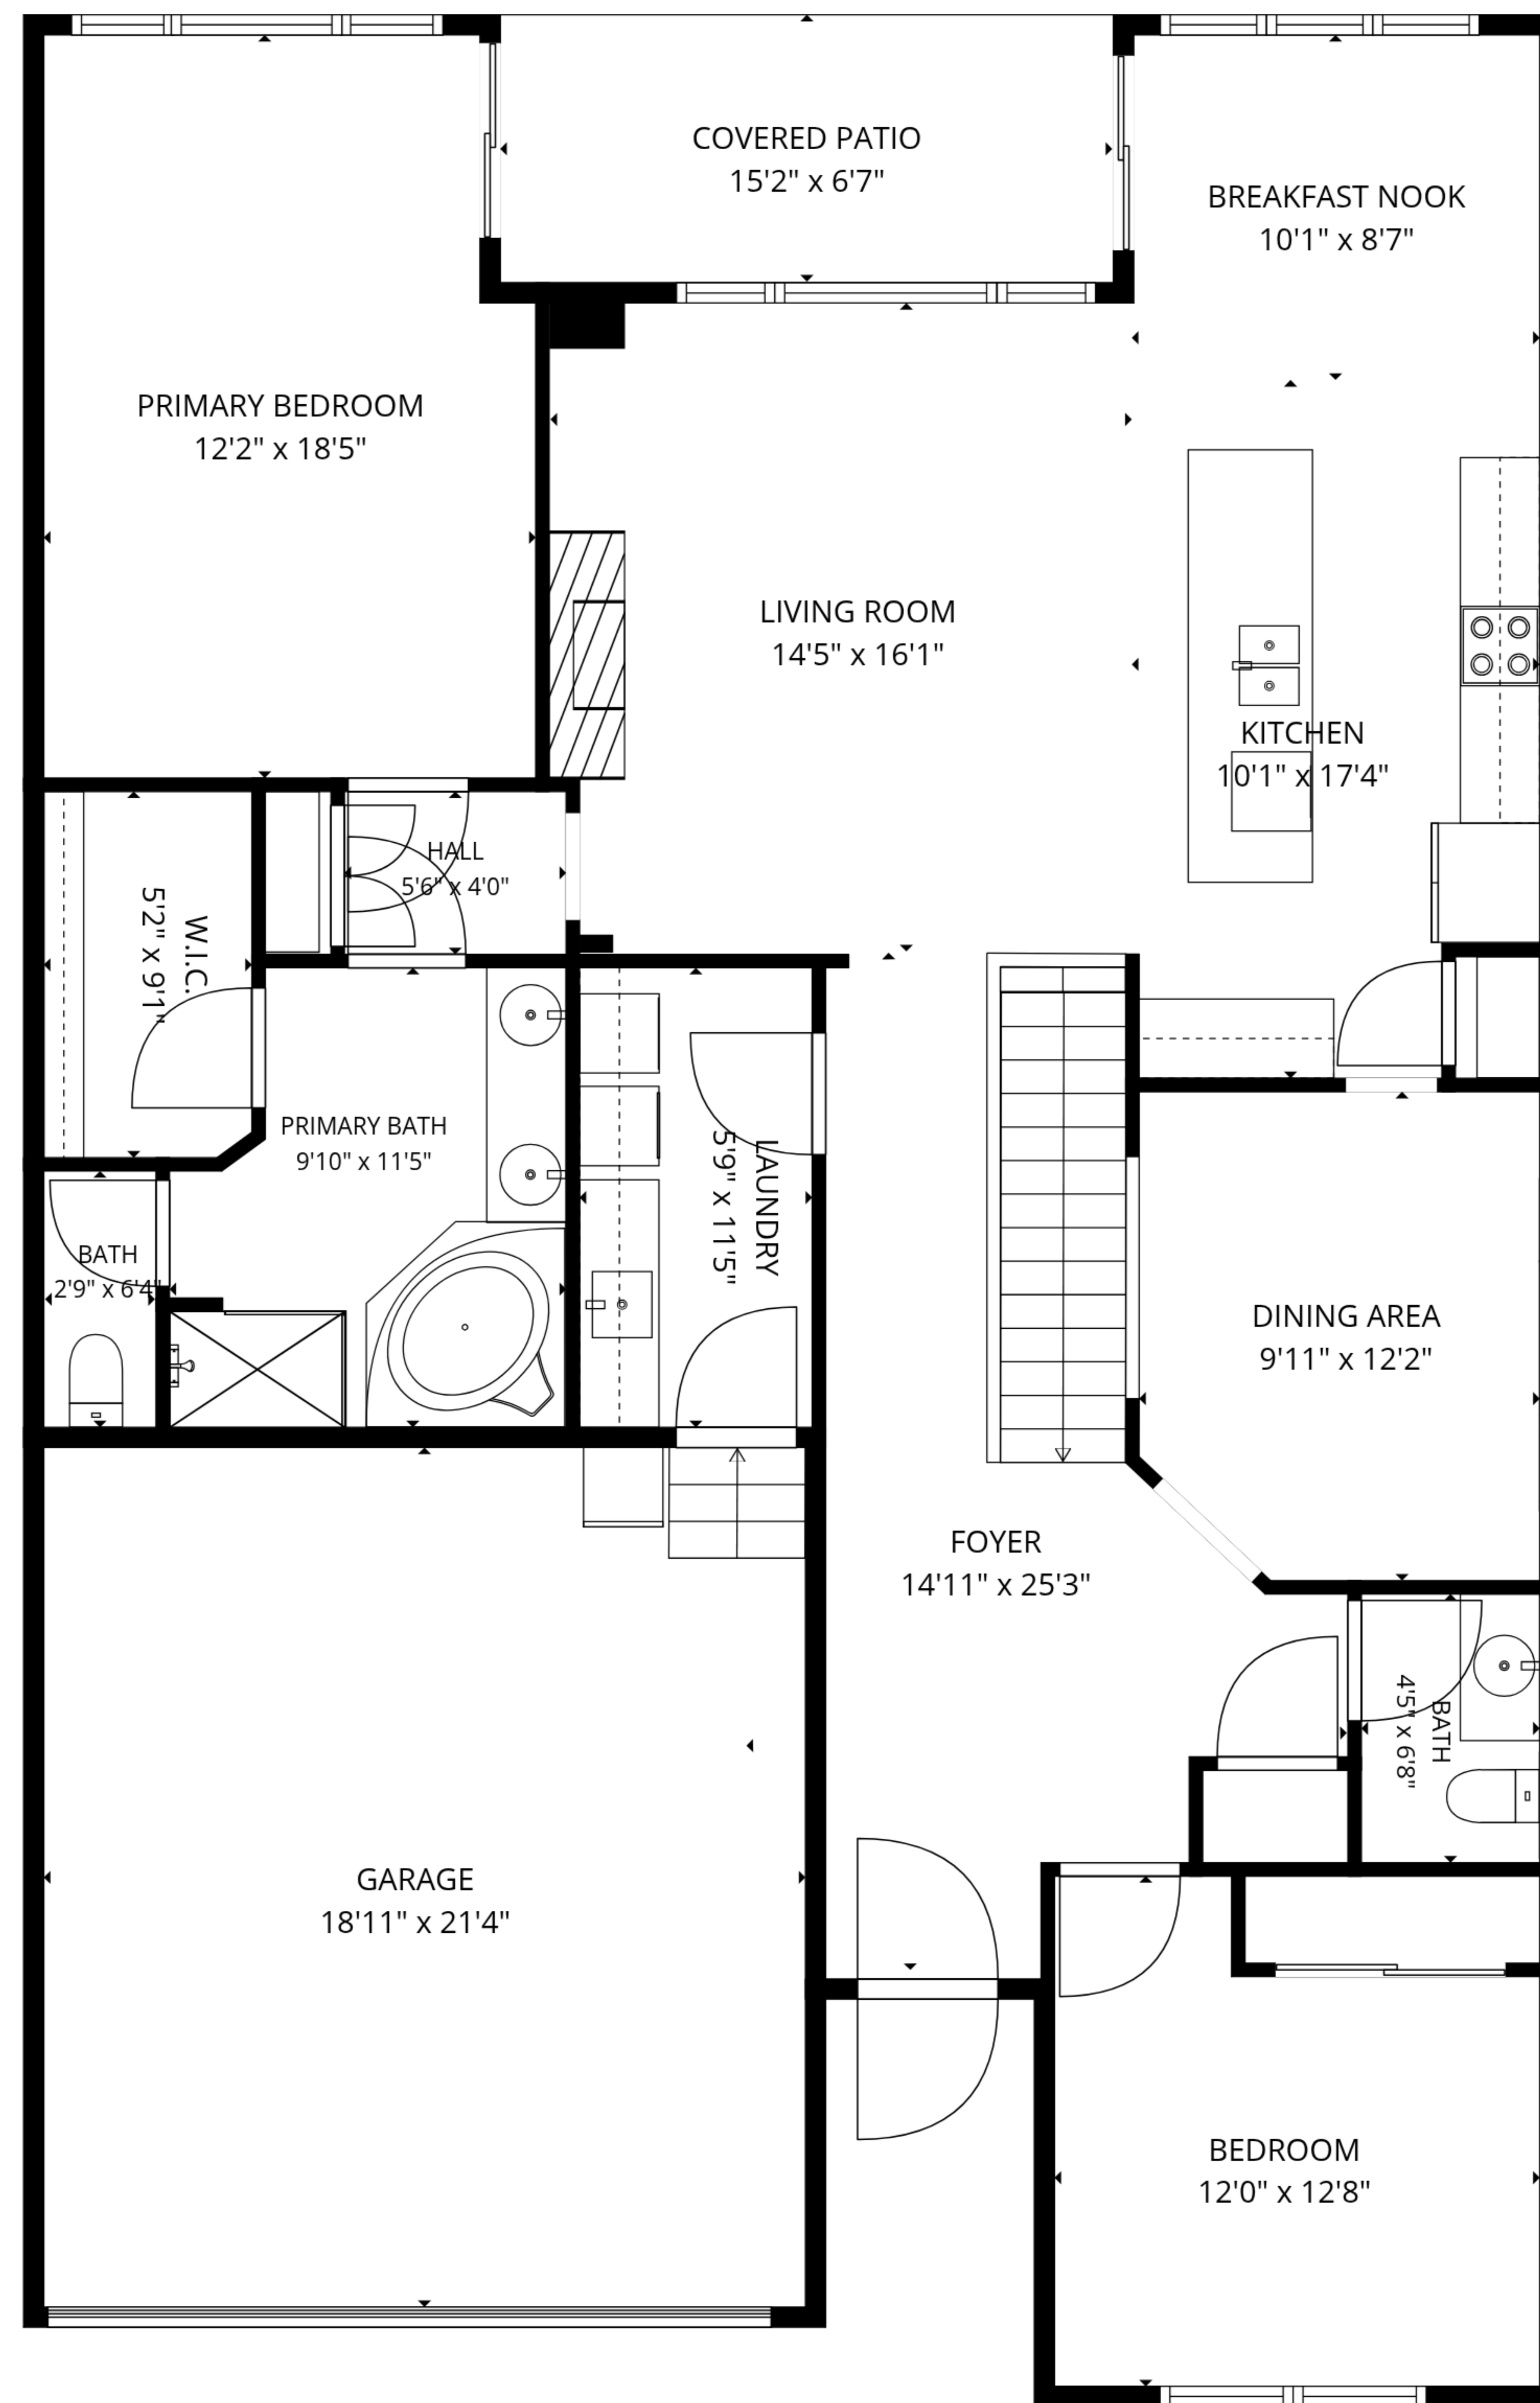 COVERED PATIO
15'2" x 6'7"
BREAKFAST NOOK
10'1" x 8'7"
PRIMARY BEDROOM
12'2" x 18'5"
LIVING ROOM
14'5" x 16'1"
KITCHEN
10'1" x 17'4"
HALL
5'6" x 4'0"
W.I.C.
5'2" x 9'1"
PRIMARY BATH
9'10" x 11'5"
LAUNDRY
5'9" x 11'5"
BATH
2'9" x 6'4"
DINING AREA
9'11" x 12'2"
FOYER
14'11" x 25'3"
BATH
4'5" x 6'8"
GARAGE
18'11" x 21'4"
BEDROOM
12'0" x 12'8"